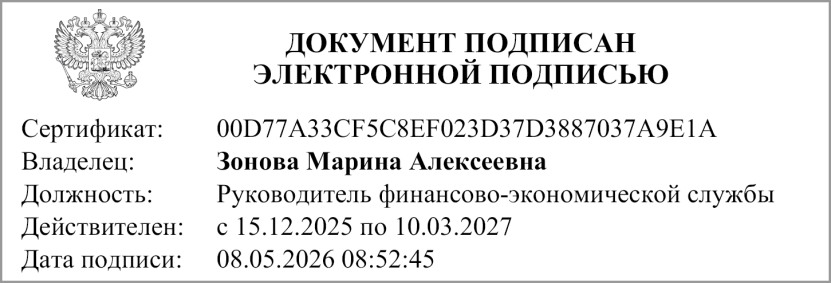 ДОКУМЕНТ ПОДПИСАН
ЭЛЕКТРОННОЙ ПОДПИСЬЮ
Сертификат: 00D77A33CF5C8EF023D37D3887037A9E1A
Владелец: Зонова Марина Алексеевна
Должность: Руководитель финансово-экономической службы
Действителен: с 15.12.2025 по 10.03.2027
Дата подписи: 08.05.2026 08:52:45